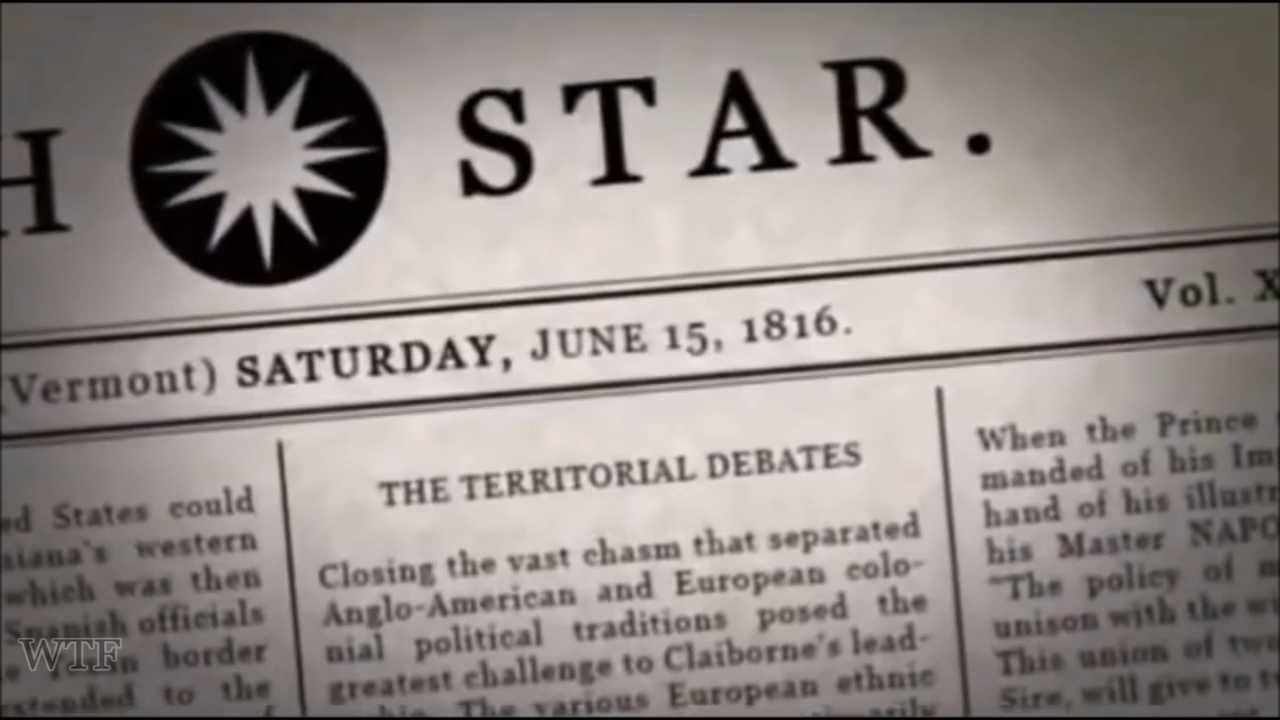 H STAR.
(Vermont) SATURDAY, JUNE 15, 1816. Vol. X
ed States could
siana's western
which was then
Spanish officials
border
extended to the
THE TERRITORIAL DEBATES
Closing the vast chasm that separated
Anglo-American and European colo-
nial political traditions posed the
greatest challenge to Claiborne's lead-
The various European ethnic
When the Prince
manded of his Im
hand of his illustr
his Master NAPO
"The policy of
unison with the
This union of tw
Sire, will give to
WTF